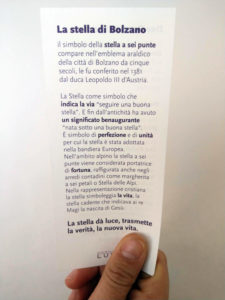 La stella di Bolzano
il simbolo della stella a sei punte
compare nell'emblema araldico
della città di Bolzano da cinque
secoli, le fu conferito nel 1381
dal duca Leopoldo III d'Austria.
La Stella come simbolo che
indica la via "seguire una buona
stella". E fin dall'antichità ha avuto
un significato benaugurante
"nata sotto una buona stella".
È simbolo di perfezione e di unità
per cui la stella è stata adottata
nella bandiera Europea.
Nell'ambito alpino la stella a sei
punte viene considerata portatrice
di fortuna, raffigurata anche negli
arredi contadini come margherita
a sei petali o Stella delle Alpi.
Nella rappresentazione cristiana
la stella simboleggia la vita, la
stella cadente che indicava ai re
Magi la nascita di Gesù.
La stella dà luce, trasmette
la verità, la nuova vita.